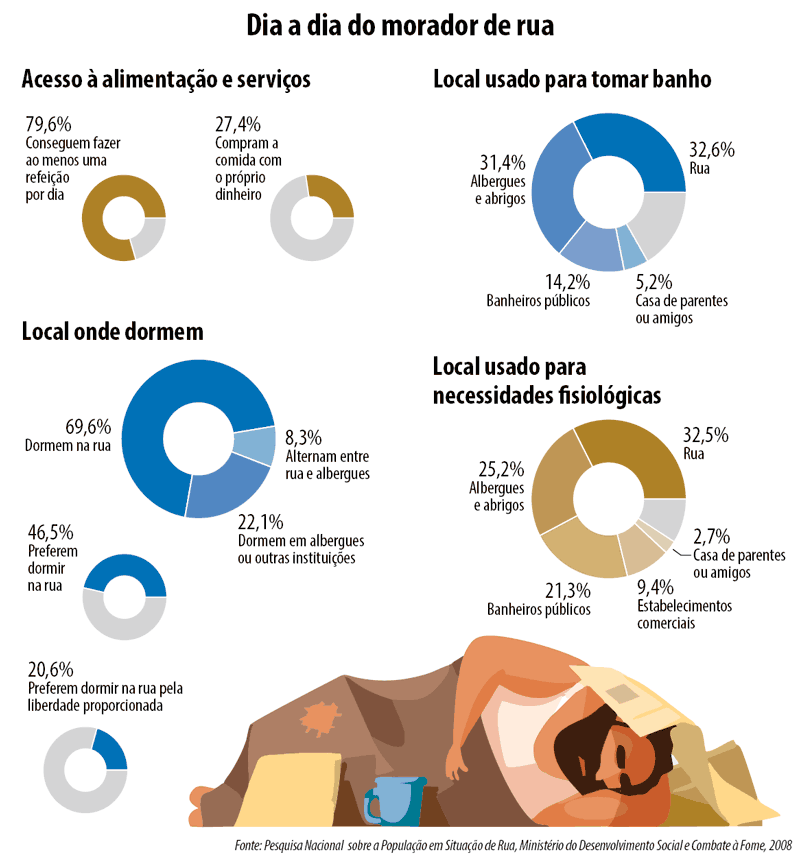 Dia a dia do morador de rua
Acesso à alimentação e serviços
79,6%
Conseguem fazer
ao menos uma
refeição
por dia
27,4%
Compram a
comida com
o próprio
dinheiro
Local onde dormem
69,6%
Dormem na rua
8,3%
Alternam entre
rua e albergues
22,1%
Dormem em albergues
ou outras instituições
46,5%
Preferem
dormir
na rua
20,6%
Preferem dormir na rua pela
liberdade proporcionada
Local usado para tomar banho
32,6%
Rua
31,4%
Albergues
e abrigos
14,2%
Banheiros públicos
5,2%
Casa de parentes
ou amigos
Local usado para
necessidades fisiológicas
32,5%
Rua
25,2%
Albergues
e abrigos
2,7%
Casa de parentes
ou amigos
21,3%
Banheiros públicos
9,4%
Estabelecimentos
comerciais
Fonte: Pesquisa Nacional sobre a População em Situação de Rua, Ministério do Desenvolvimento Social e Combate à Fome, 2008